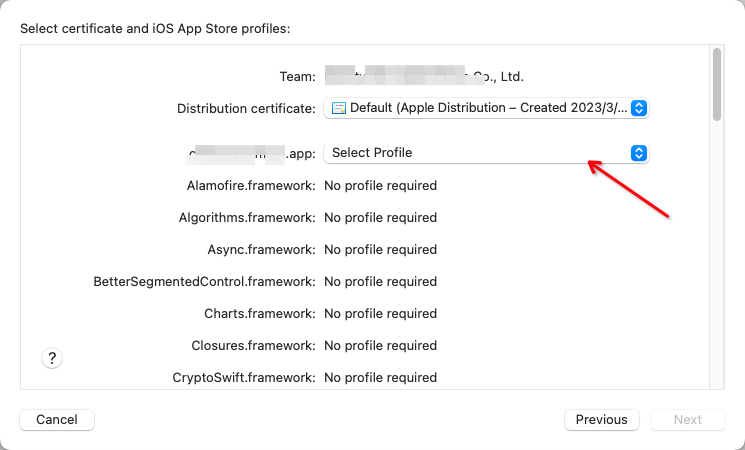 Select certificate and iOS App Store profiles:
Team: Co., Ltd.
Distribution certificate: Default (Apple Distribution – Created 2023/3/...
.app: Select Profile
Alamofire.framework: No profile required
Algorithms.framework: No profile required
Async.framework: No profile required
BetterSegmentedControl.framework: No profile required
Charts.framework: No profile required
Closures.framework: No profile required
CryptoSwift.framework: No profile required
?
Cancel Previous Next